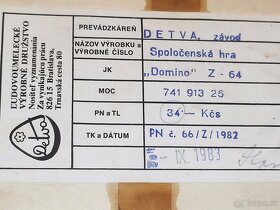 ĽUDOVOUMELECKÉ
VÝROBNÉ DRUŽSTVO
Nositeľ vyznamenania
Za vynikajúcu prácu
826 15 Bratislava
Trnavská cesta 80
Detva
PREVÁDZKÁREŇ
DETVA, závod
NÁZOV VÝROBKU A
VÝROBNÉ ČÍSLO
Spoločenská hra
JK
„Domino" Z - 64
MOC
741 913 25
PN a TL
34 - Kčs
TK a DÁTUM
PN č. 66/Z/1982
IX. 1983
bazos.sk